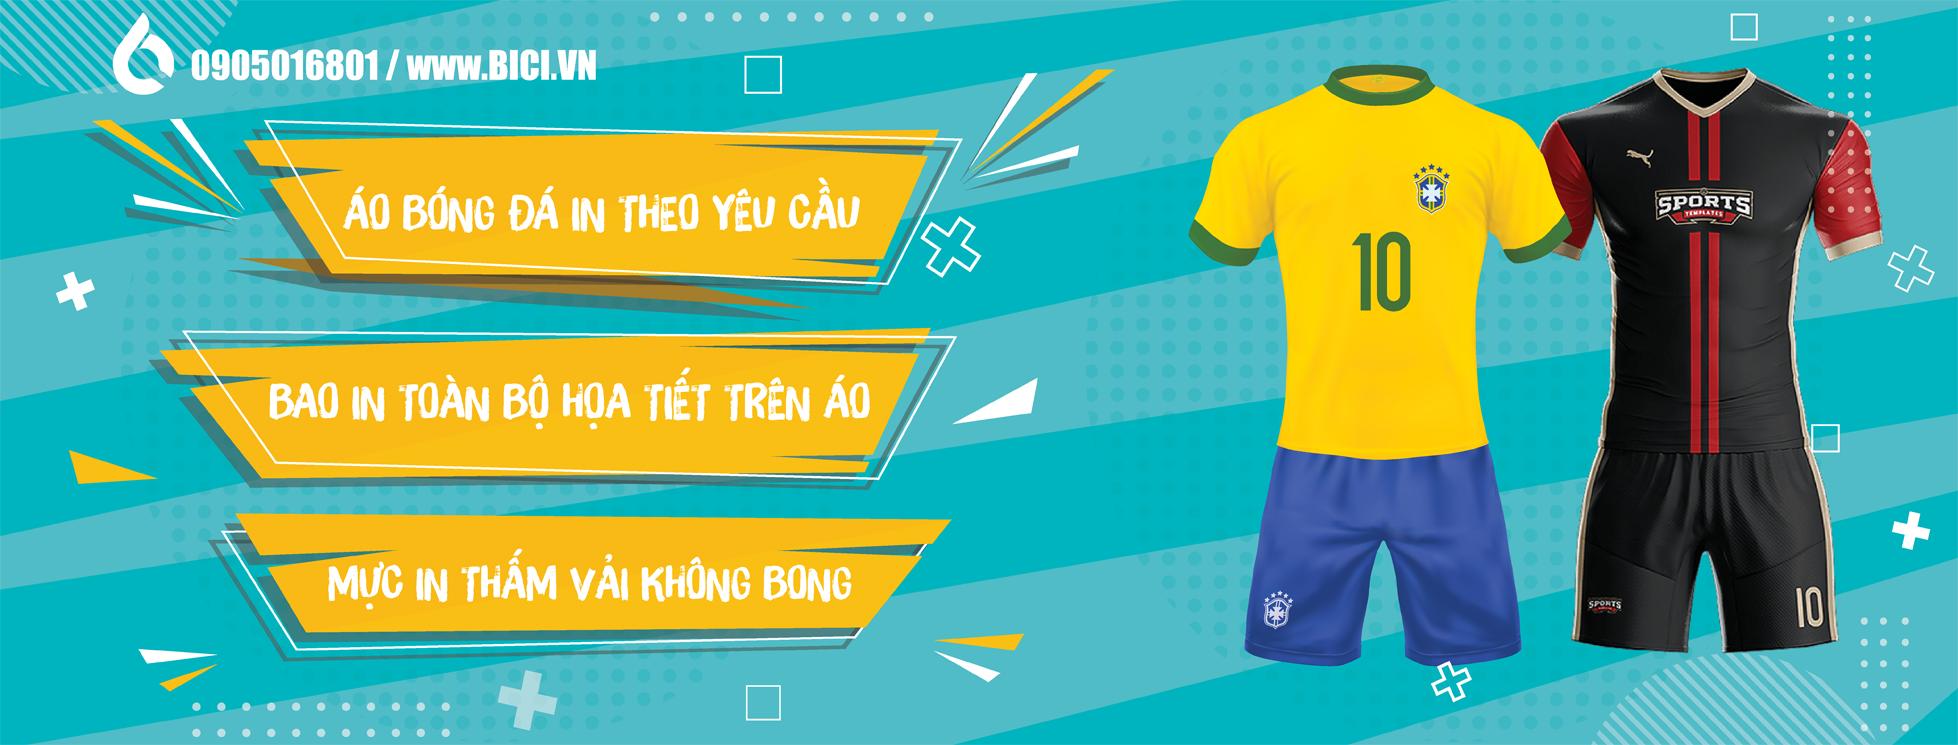 0905016801 / www.BICI.VN
ÁO BÓNG ĐÁ IN THEO YÊU CẦU
BAO IN TOÀN BỘ HỌA TIẾT TRÊN ÁO
MỰC IN THẤM VẢI KHÔNG BONG
10
SPORTS
TEMPLATES
SPORTS
10